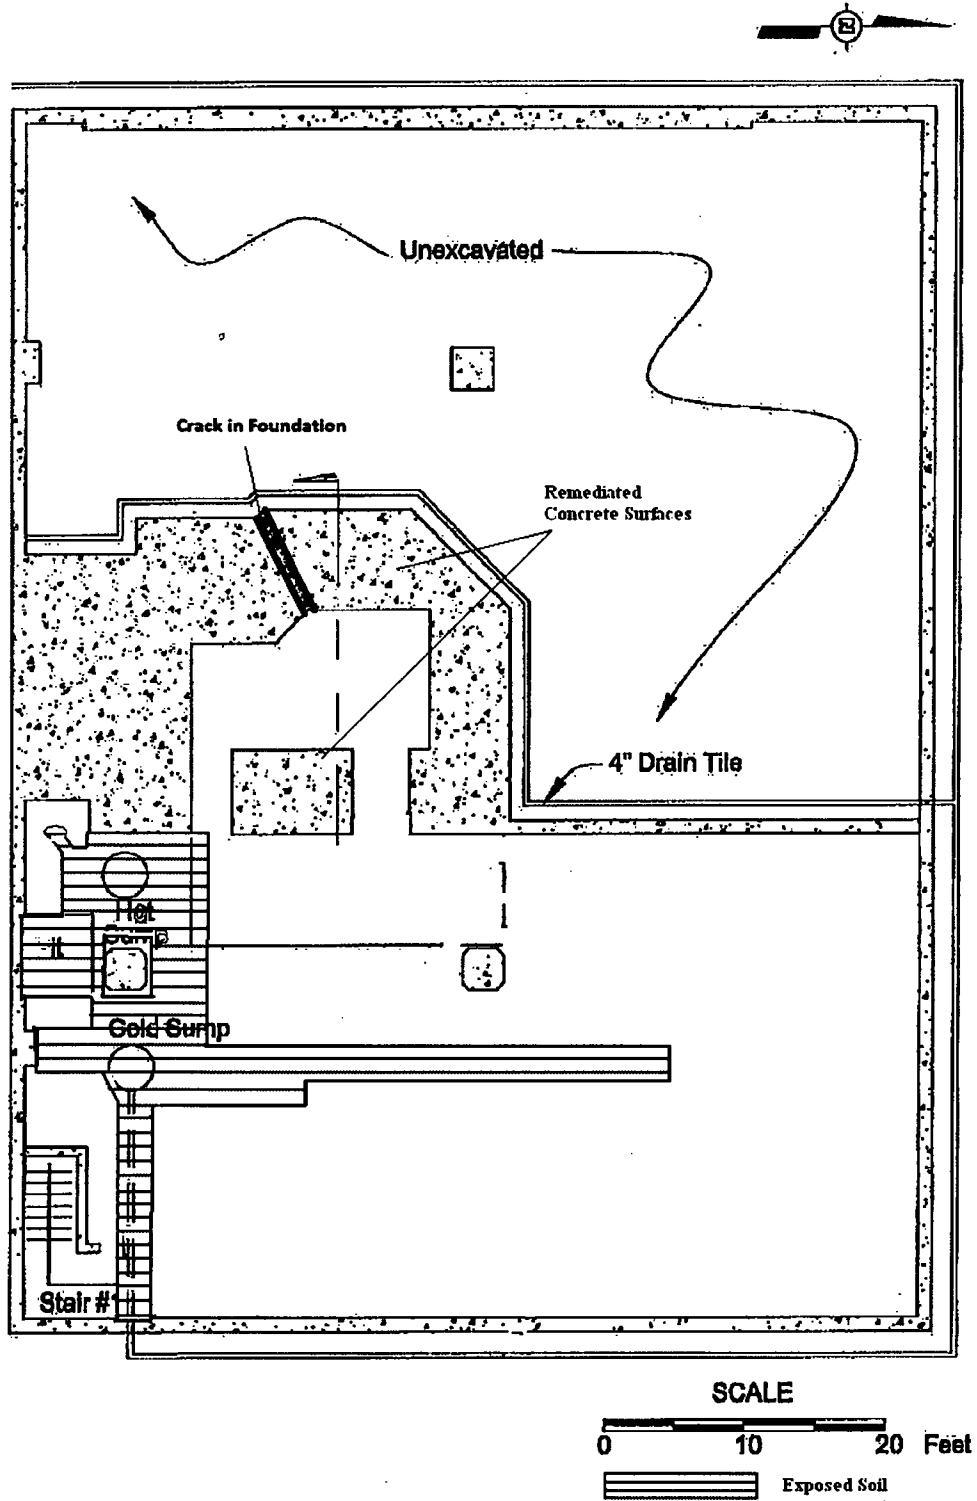 Unexcavated
Crack in Foundation
Remediated
Concrete Surfaces
4" Drain Tile
Hot
Sump
Cold Sump
Stair #1
SCALE
0 10 20 Feet
Exposed Soil